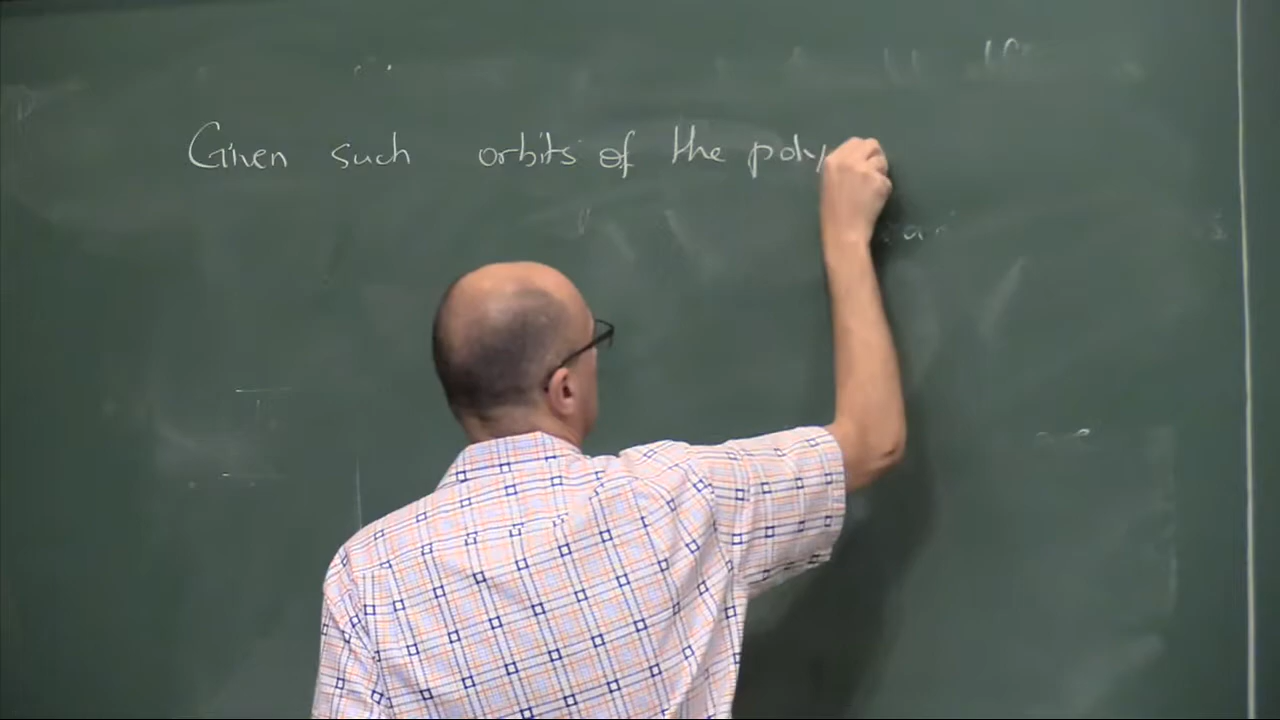 Given such orbits of the poly